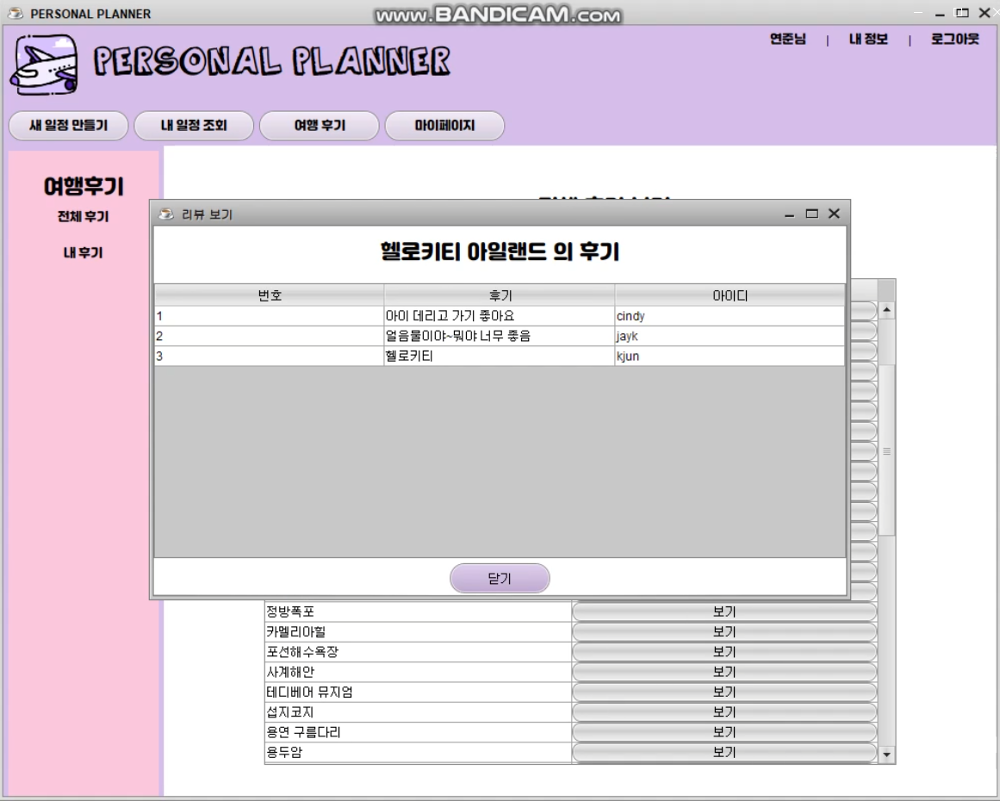 PERSONAL PLANNER
www.BANDICAM.com
연준님 | 내 정보 | 로그아웃
PERSONAL PLANNER
새 일정 만들기 내 일정 조회 여행 후기 마이페이지
여행후기
전체 후기
내 후기
리뷰 보기
헬로키티 아일랜드 의 후기
번호 후기 아이디
1 아이 데리고 가기 좋아요 cindy
2 얼음물이야~뭐야 너무 좋음 jayk
3 헬로키티 kjun
닫기
정방폭포 보기
카멜리아힐 보기
포선해수욕장 보기
사계해안 보기
테디베어 뮤지엄 보기
섭지코지 보기
용연 구름다리 보기
용두암 보기